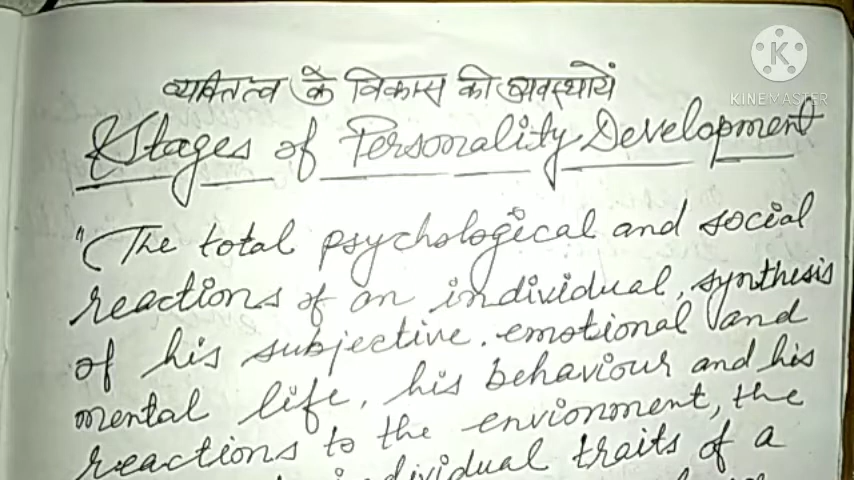 व्यक्तित्व के विकास की व्यवस्थायें
Stages of Personality Development
"The total psychological and social
reactions of an individual, synthesis
of his subjective. emotional and
mental life, his behaviour and his
reactions to the envionment, the
individual traits of a
KINEMASTER